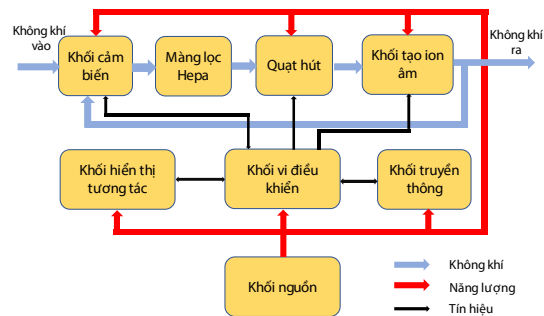 Không khí
vào
Khối cảm
biến
Màng lọc
Hepa
Quạt hút
Khối tạo ion
âm
Không khí
ra
Khối hiển thị
tương tác
Khối vi điều
khiển
Khối truyền
thông
Khối nguồn
Không khí
Năng lượng
Tín hiệu